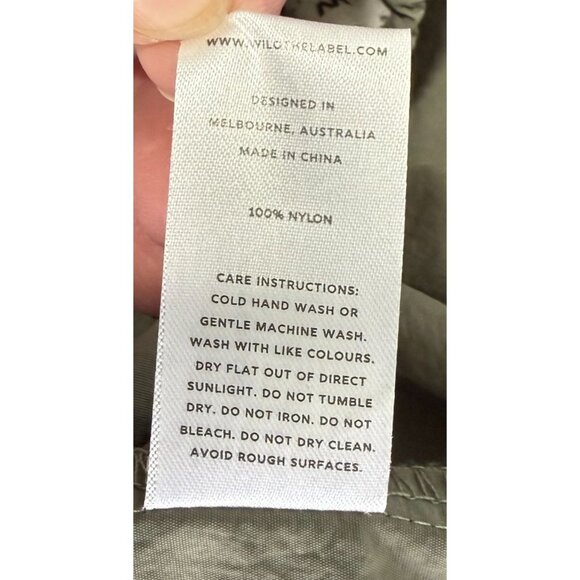 WWW.WILDTHELABEL.COM
DESIGNED IN
MELBOURNE, AUSTRALIA
MADE IN CHINA
100% NYLON
CARE INSTRUCTIONS:
COLD HAND WASH OR
GENTLE MACHINE WASH.
WASH WITH LIKE COLOURS.
DRY FLAT OUT OF DIRECT
SUNLIGHT. DO NOT TUMBLE
DRY. DO NOT IRON. DO NOT
BLEACH. DO NOT DRY CLEAN.
AVOID ROUGH SURFACES.